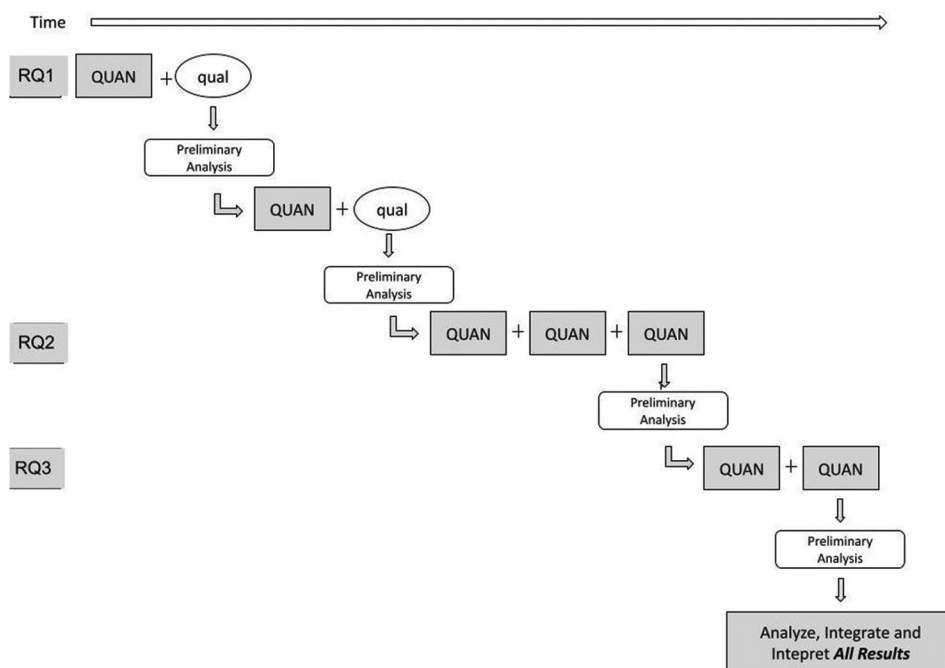 Time
RQ1 QUAN + qual
Preliminary
Analysis
QUAN + qual
Preliminary
Analysis
RQ2 QUAN + QUAN + QUAN
Preliminary
Analysis
RQ3 QUAN + QUAN
Preliminary
Analysis
Analyze, Integrate and
Intepret All Results